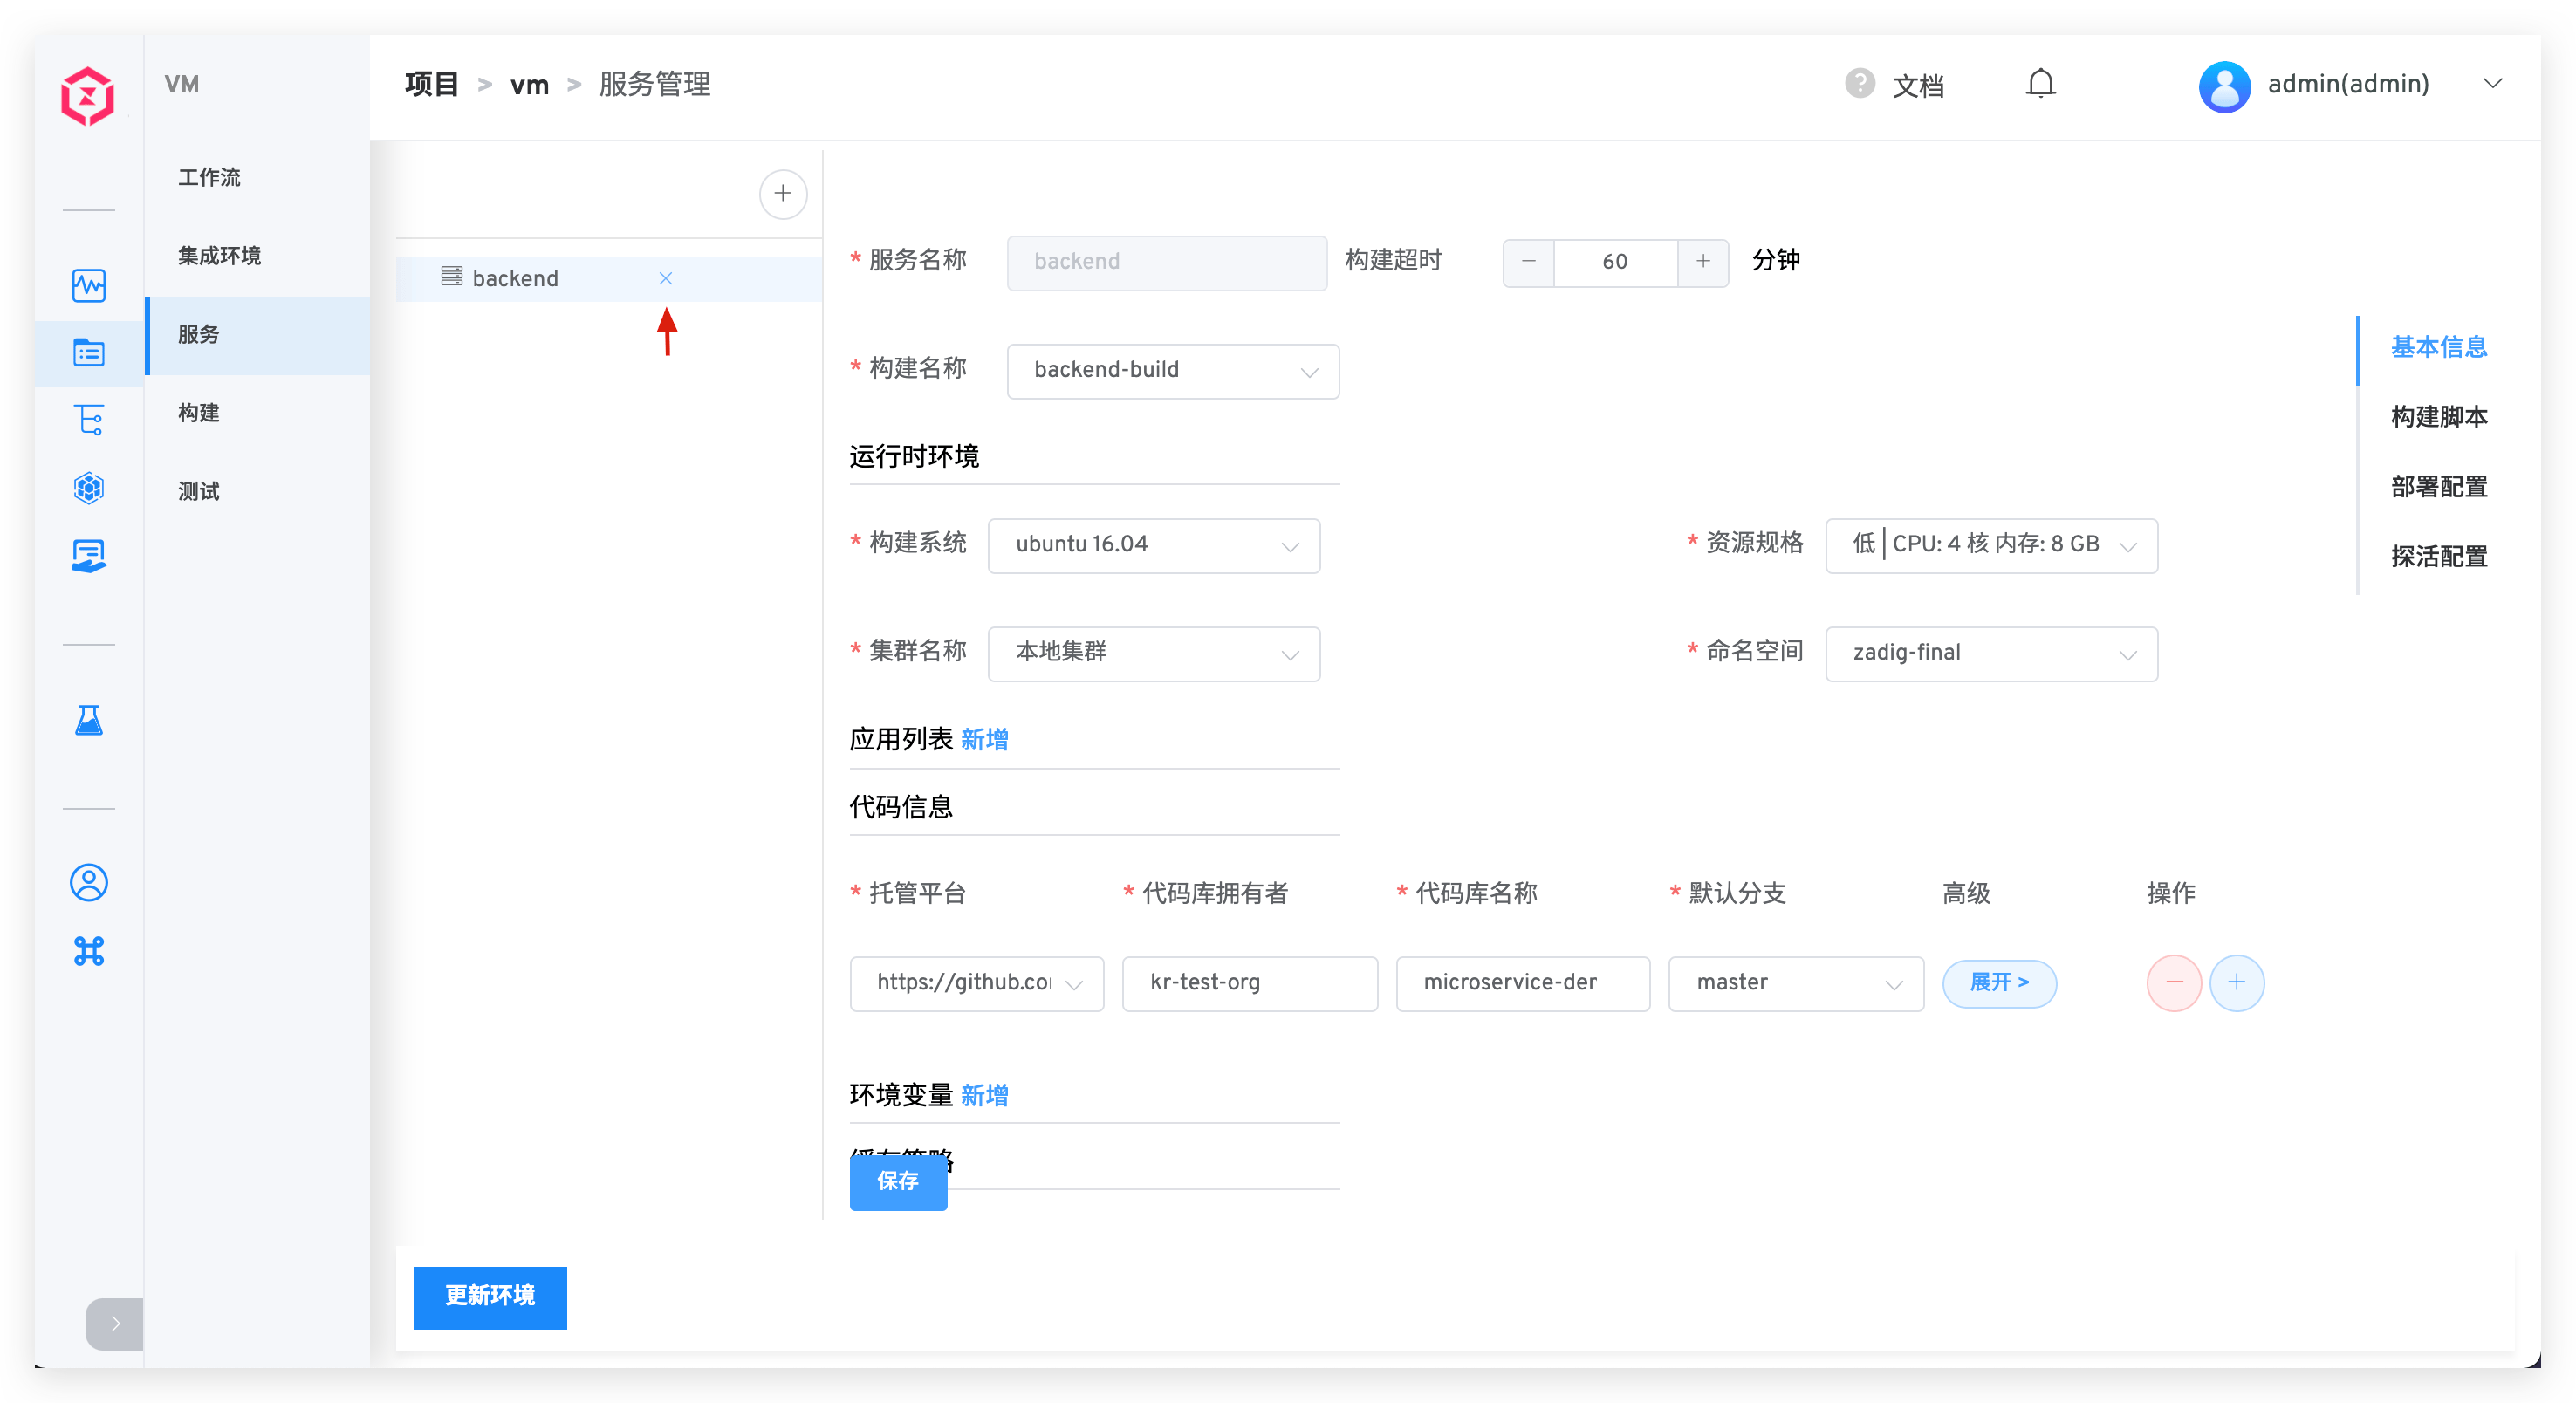 VM
项目 > vm > 服务管理
? 文档
admin(admin)
工作流
集成环境
服务
构建
测试
backend
* 服务名称 backend 构建超时 60 分钟
* 构建名称 backend-build
运行时环境
* 构建系统 ubuntu 16.04 * 资源规格 低 | CPU: 4 核 内存: 8 GB
* 集群名称 本地集群 * 命名空间 zadig-final
应用列表 新增
代码信息
* 托管平台 * 代码库拥有者 * 代码库名称 * 默认分支 高级 操作
https://github.co kr-test-org microservice-der master 展开 >
环境变量 新增
缓存策略
保存
更新环境
基本信息
构建脚本
部署配置
探活配置